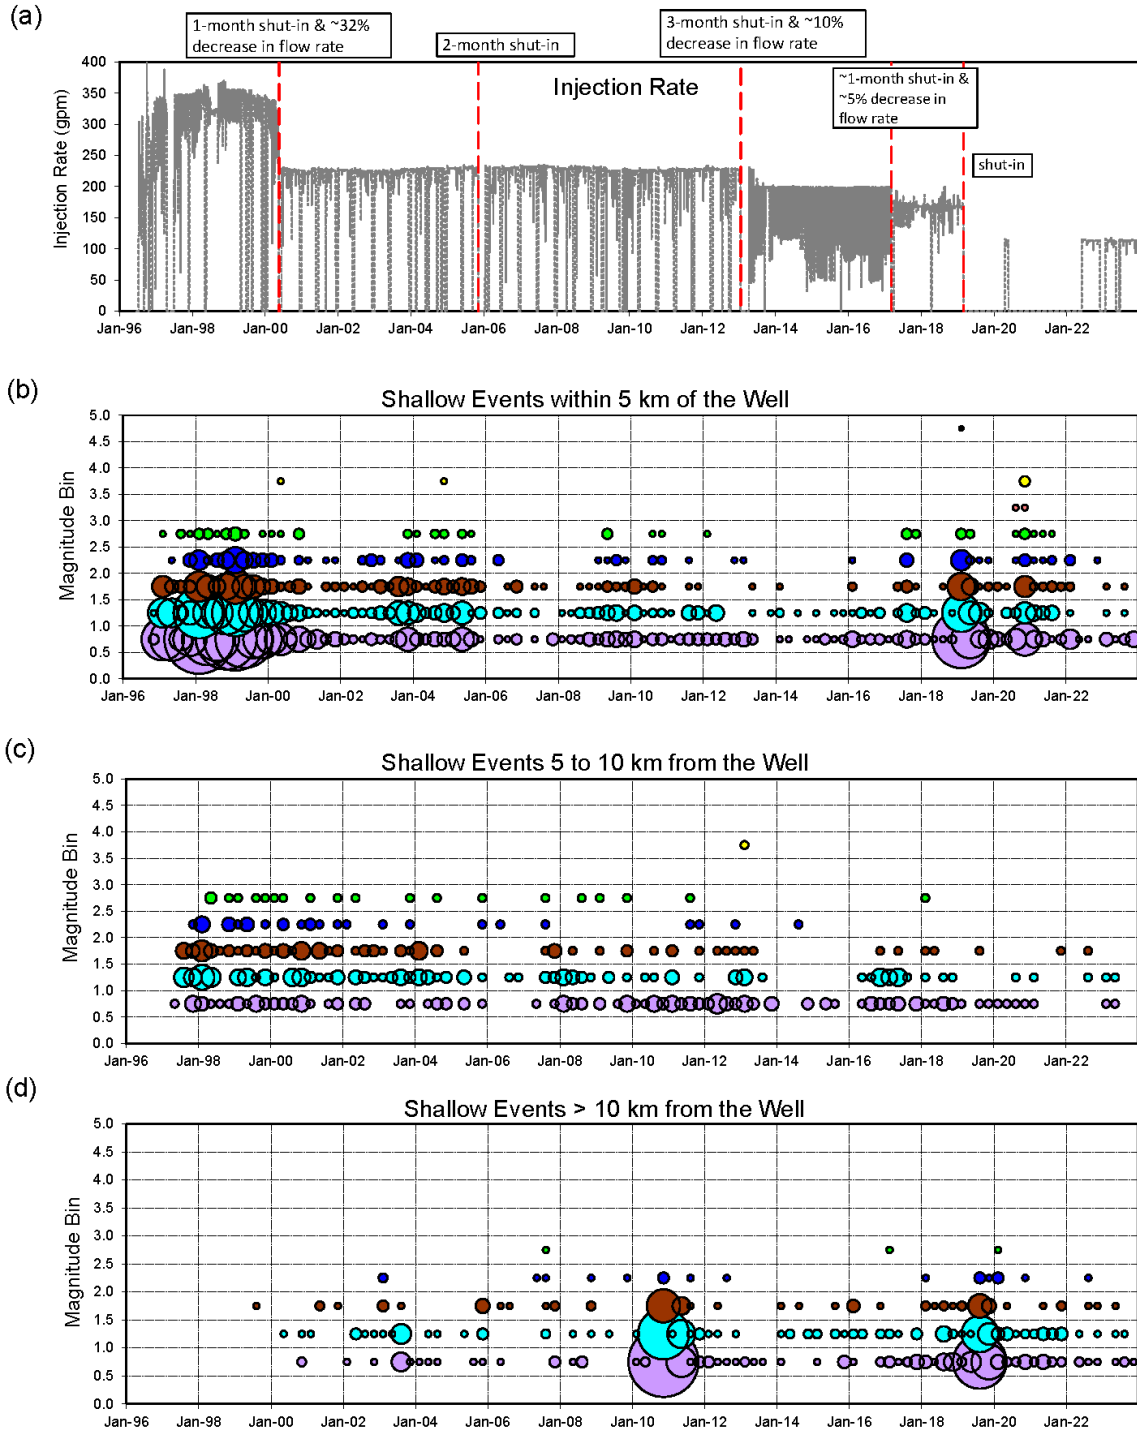 (a)
1-month shut-in & ~32%
decrease in flow rate
2-month shut-in
3-month shut-in & ~10%
decrease in flow rate
~1-month shut-in &
~5% decrease in
flow rate
shut-in
Injection Rate
Injection Rate (gpm)
400
350
300
250
200
150
100
50
0
Jan-96 Jan-98 Jan-00 Jan-02 Jan-04 Jan-06 Jan-08 Jan-10 Jan-12 Jan-14 Jan-16 Jan-18 Jan-20 Jan-22
(b)
Shallow Events within 5 km of the Well
Magnitude Bin
5.0
4.5
4.0
3.5
3.0
2.5
2.0
1.5
1.0
0.5
0.0
Jan-96 Jan-98 Jan-00 Jan-02 Jan-04 Jan-06 Jan-08 Jan-10 Jan-12 Jan-14 Jan-16 Jan-18 Jan-20 Jan-22
(c)
Shallow Events 5 to 10 km from the Well
Magnitude Bin
5.0
4.5
4.0
3.5
3.0
2.5
2.0
1.5
1.0
0.5
0.0
Jan-96 Jan-98 Jan-00 Jan-02 Jan-04 Jan-06 Jan-08 Jan-10 Jan-12 Jan-14 Jan-16 Jan-18 Jan-20 Jan-22
(d)
Shallow Events > 10 km from the Well
Magnitude Bin
5.0
4.5
4.0
3.5
3.0
2.5
2.0
1.5
1.0
0.5
0.0
Jan-96 Jan-98 Jan-00 Jan-02 Jan-04 Jan-06 Jan-08 Jan-10 Jan-12 Jan-14 Jan-16 Jan-18 Jan-20 Jan-22